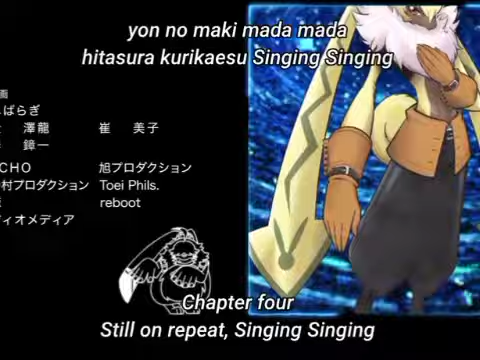 yon no maki mada mada
hitasura kurikaesu Singing Singing
画
ばらぎ
澤龍 崔 美子
鐘一
CHO 旭プロダクション
村プロダクション Toei Phils.
reboot
ィオメディア
Chapter four
Still on repeat, Singing Singing